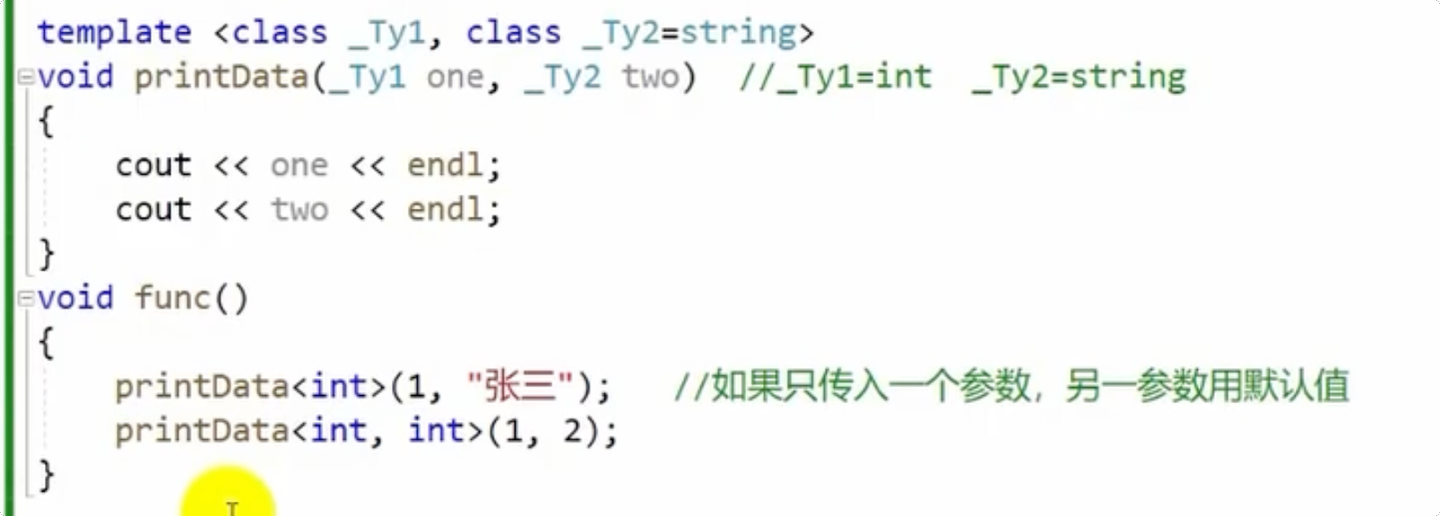 template <class _Ty1, class _Ty2=string>
void printData(_Ty1 one, _Ty2 two)  //_Ty1=int  _Ty2=string
{
    cout << one << endl;
    cout << two << endl;
}
void func()
{
    printData<int>(1, "张三");   //如果只传入一个参数，另一参数用默认值
    printData<int, int>(1, 2);
}